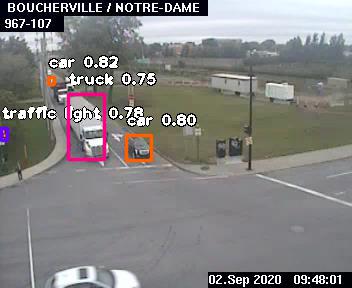 BOUCHERVILLE / NOTRE-DAME
967-107
car 0.82
truck 0.75
traffic light 0.78
car 0.80
02.Sep 2020 09:48:01